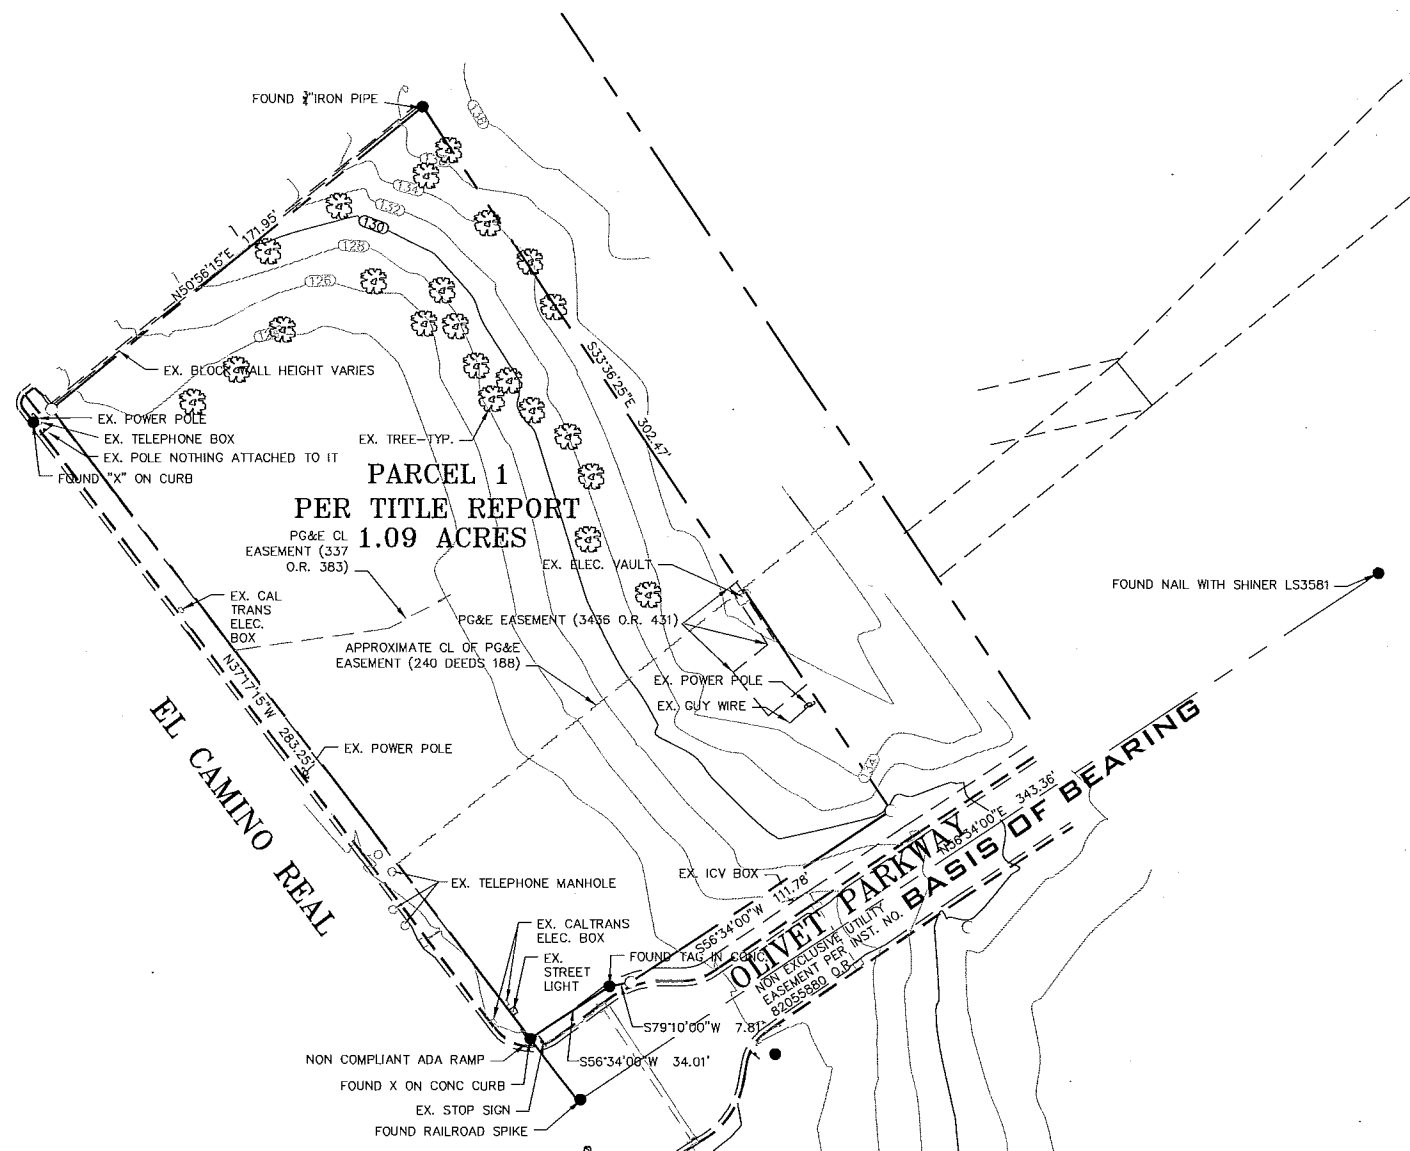 FOUND ¾"IRON PIPE
136
134
132
130
128
126
N50°56'15"E 171.95'
EX. BLOCK WALL HEIGHT VARIES
S33°36'25"E 302.47'
EX. POWER POLE
EX. TELEPHONE BOX
EX. POLE NOTHING ATTACHED TO IT
FOUND "X" ON CURB
EX. TREE-TYP.
PARCEL 1
PER TITLE REPORT
1.09 ACRES
PG&E CL
EASEMENT (337
O.R. 383)
EX. ELEC. VAULT
FOUND NAIL WITH SHINER LS3581
EX. CAL
TRANS
ELEC.
BOX
PG&E EASEMENT (3436 O.R. 431)
APPROXIMATE CL OF PG&E
EASEMENT (240 DEEDS 188)
N37°17'15"W 283.25'
EX. POWER POLE
EX. GUY WIRE
EL CAMINO REAL
EX. POWER POLE
134
N56°34'00"E 343.36'
BASIS OF BEARING
EX. ICV BOX
EX. TELEPHONE MANHOLE
S56°34'00"W 111.78'
OLIVET PARKWAY
NON EXCLUSIVE UTILITY
EASEMENT PER INST. NO.
82055880 O.R.
EX. CALTRANS
ELEC. BOX
EX.
STREET
LIGHT
FOUND TAG IN CONC.
S79°10'00"W 7.81'
S56°34'00"W 34.01'
NON COMPLIANT ADA RAMP
FOUND X ON CONC CURB
EX. STOP SIGN
FOUND RAILROAD SPIKE